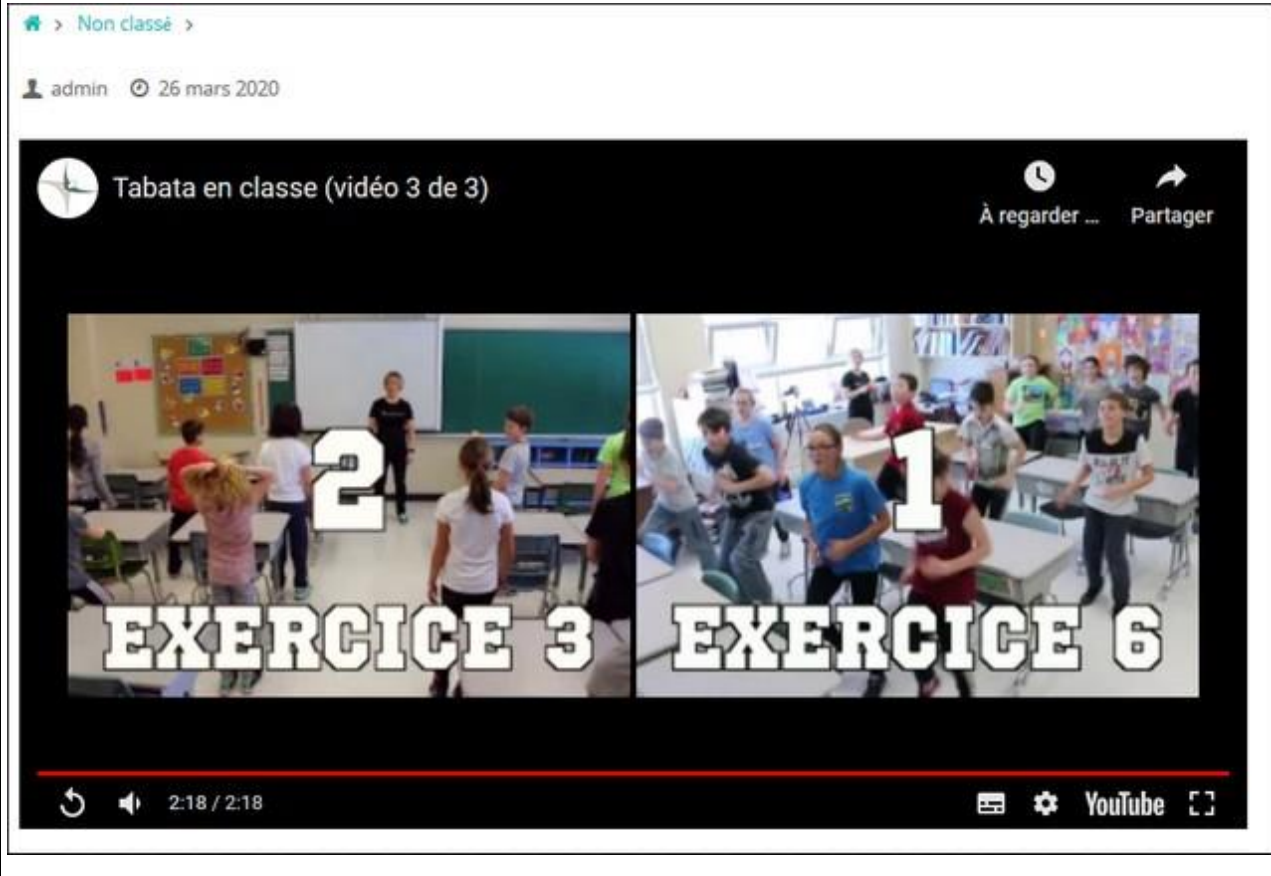 > Non classé >
admin 26 mars 2020
Tabata en classe (vidéo 3 de 3)
À regarder ...
Partager
2
EXERCICE 3
1
EXERCICE 6
2:18 / 2:18
YouTube